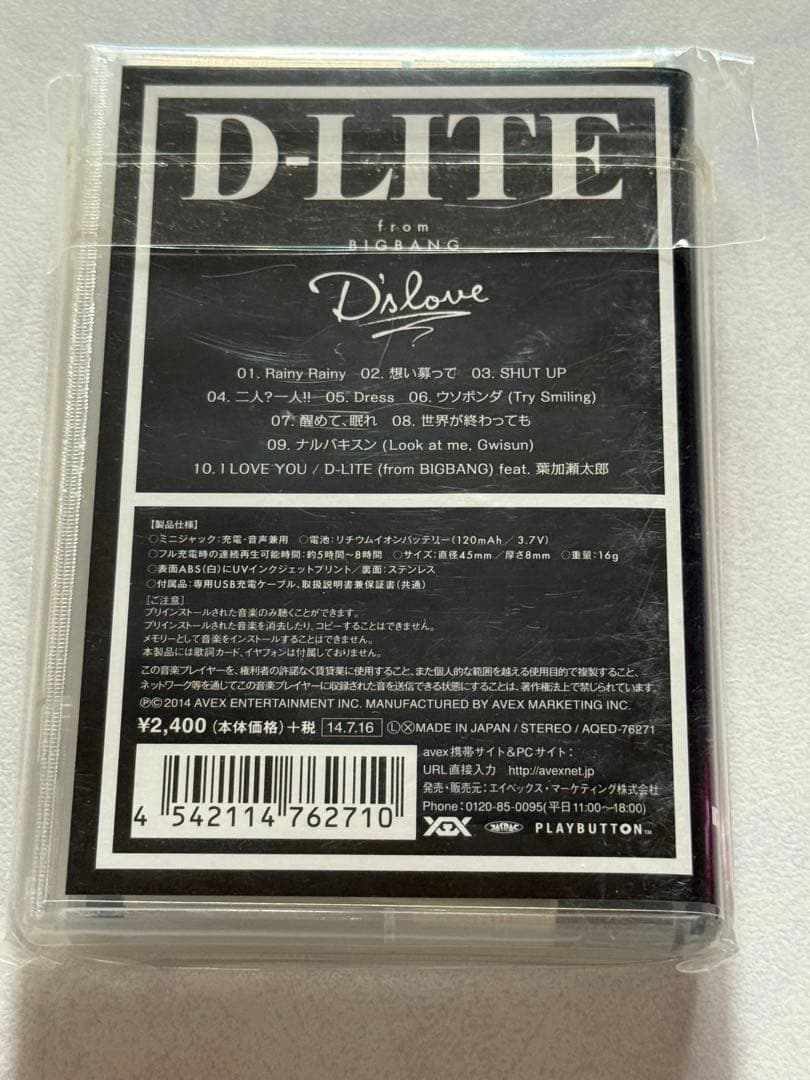 D-LITE
from
BIGBANG
D'slove
01. Rainy Rainy 02. 想い募って 03. SHUT UP
04. 二人?一人!! 05. Dress 06. ウソボンダ (Try Smiling)
07. 醒めて、眠れ 08. 世界が終わっても
09. ナルバキスン (Look at me, Gwisun)
10. I LOVE YOU / D-LITE (from BIGBANG) feat. 葉加瀬太郎
【製品仕様】
○ミニジャック:充電・音声兼用 ○電池:リチウムイオンバッテリー(120mAh/3.7V)
○フル充電時の連続再生可能時間:約5時間〜8時間 ○サイズ:直径45mm/厚さ8mm ○重量:16g
○表面ABS(白)にUVインクジェットプリント/裏面:ステンレス
○付属品:専用USB充電ケーブル、取扱説明書兼保証書(共通)
[ご注意]
プリインストールされた音楽のみ聴くことができます。
プリインストールされた音楽を消去したり、コピーすることはできません。
メモリーとして音楽をインストールすることはできません。
本製品には歌詞カード、イヤフォンは付属しておりません。
この音楽プレイヤーを、権利者の許諾なく賃貸業に使用すること、また個人的な範囲を越える使用目的で複製すること、
ネットワーク等を通じてこの音楽プレイヤーに収録された音を送信できる状態にすることは、著作権法上で禁じられています。
℗©2014 AVEX ENTERTAINMENT INC. MANUFACTURED BY AVEX MARKETING INC.
¥2,400 (本体価格)+税 14.7.16 ⓁⓍMADE IN JAPAN / STEREO / AQED-76271
avex携帯サイト&PCサイト:
URL直接入力 http://avexnet.jp
発売・販売元:エイベックス・マーケティング株式会社
Phone:0120-85-0095(平日11:00〜18:00)
4 542114 762710
JASRAC PLAYBUTTON™